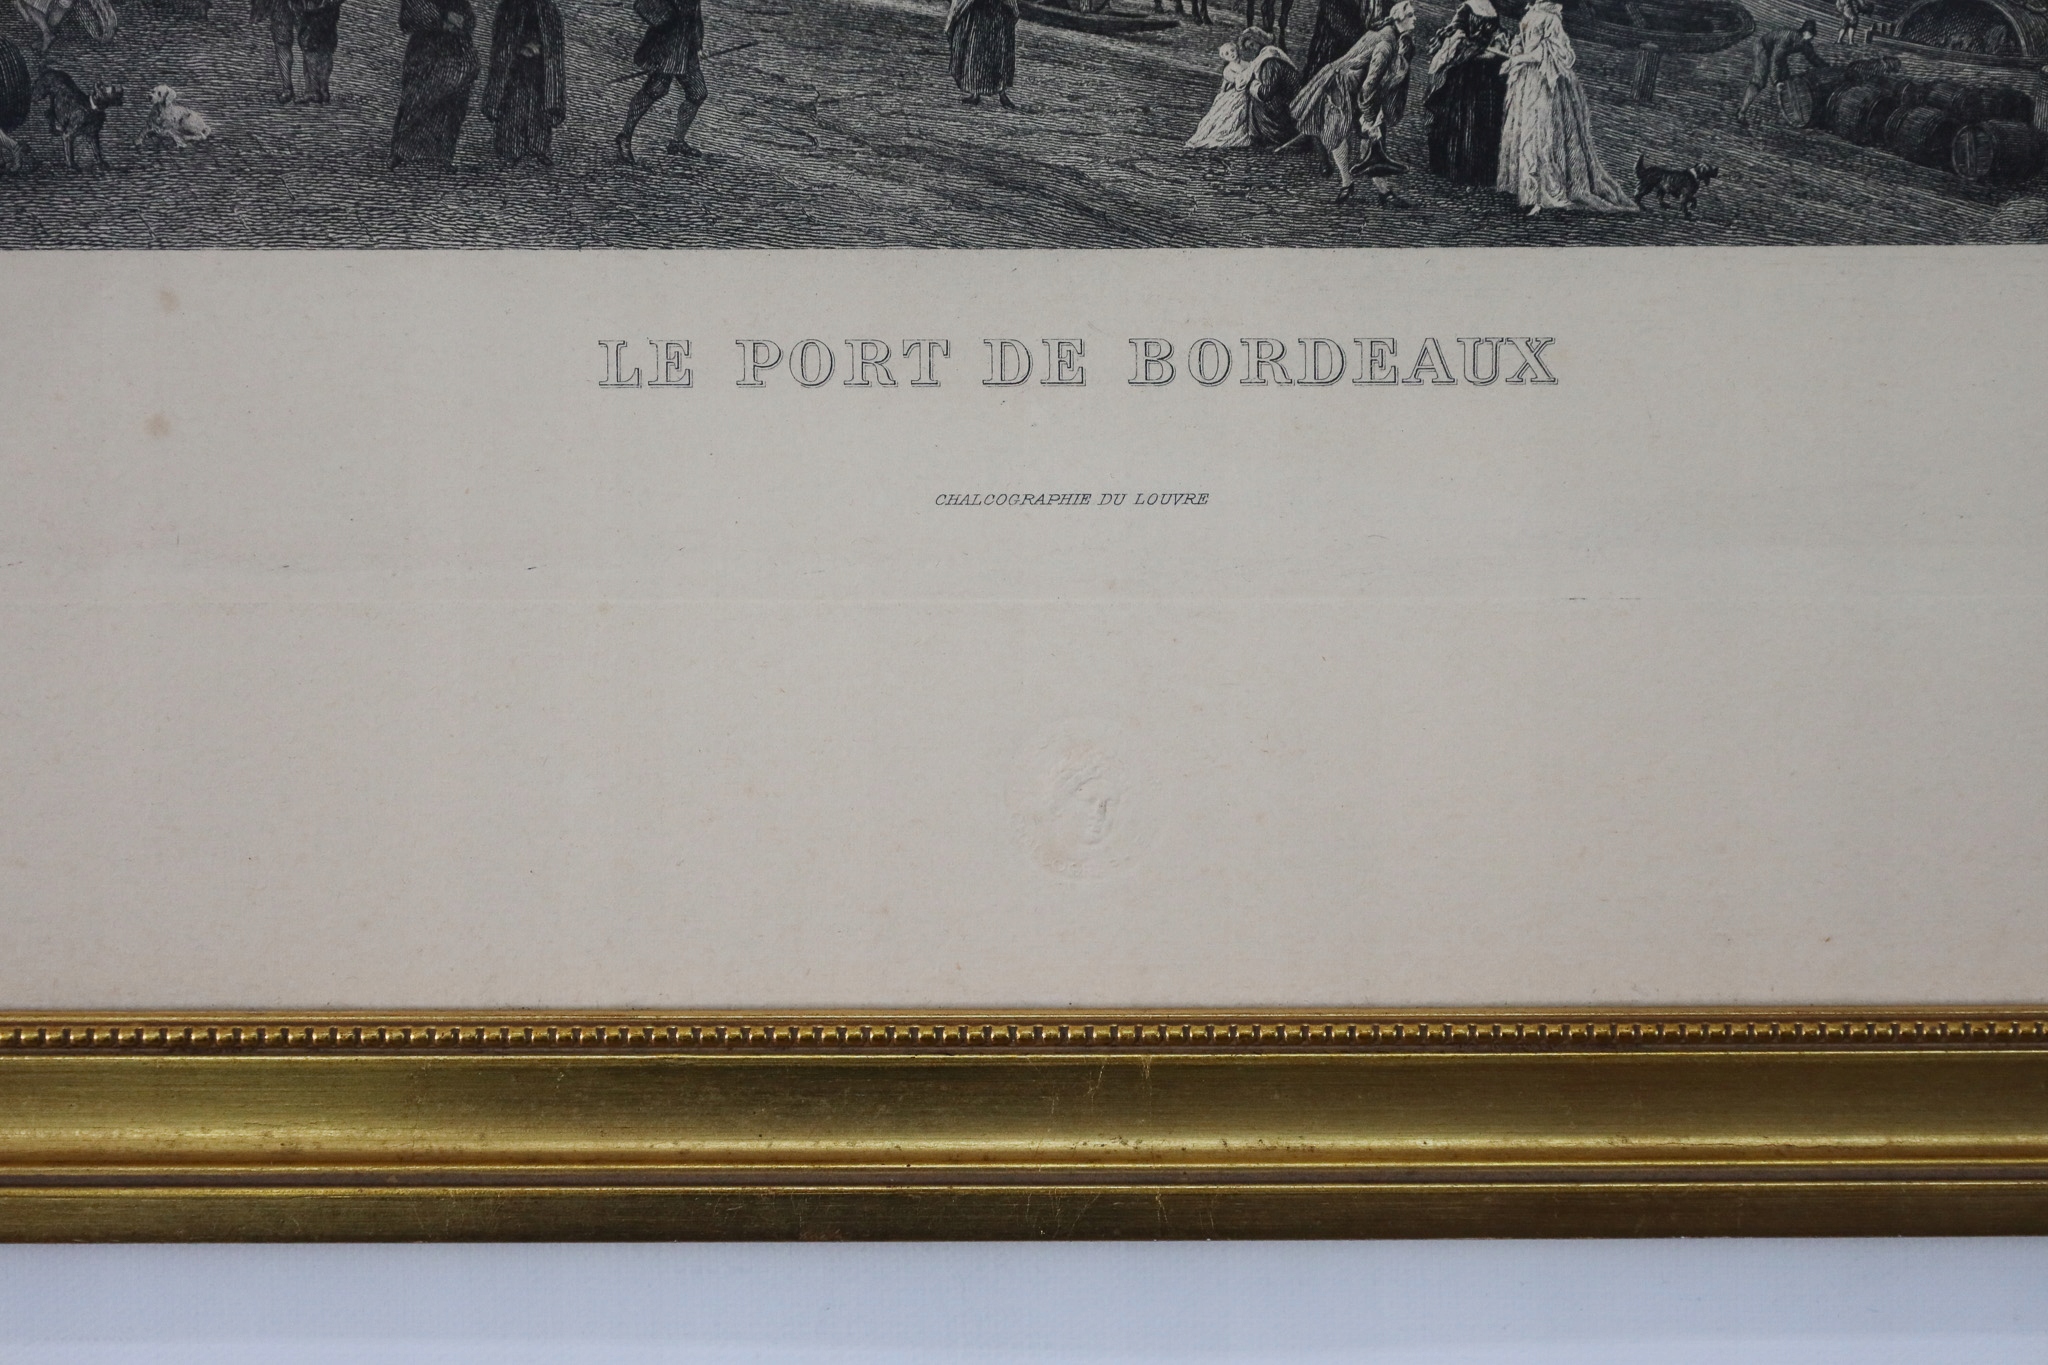 LE PORT DE BORDEAUX
CHALCOGRAPHIE DU LOUVRE